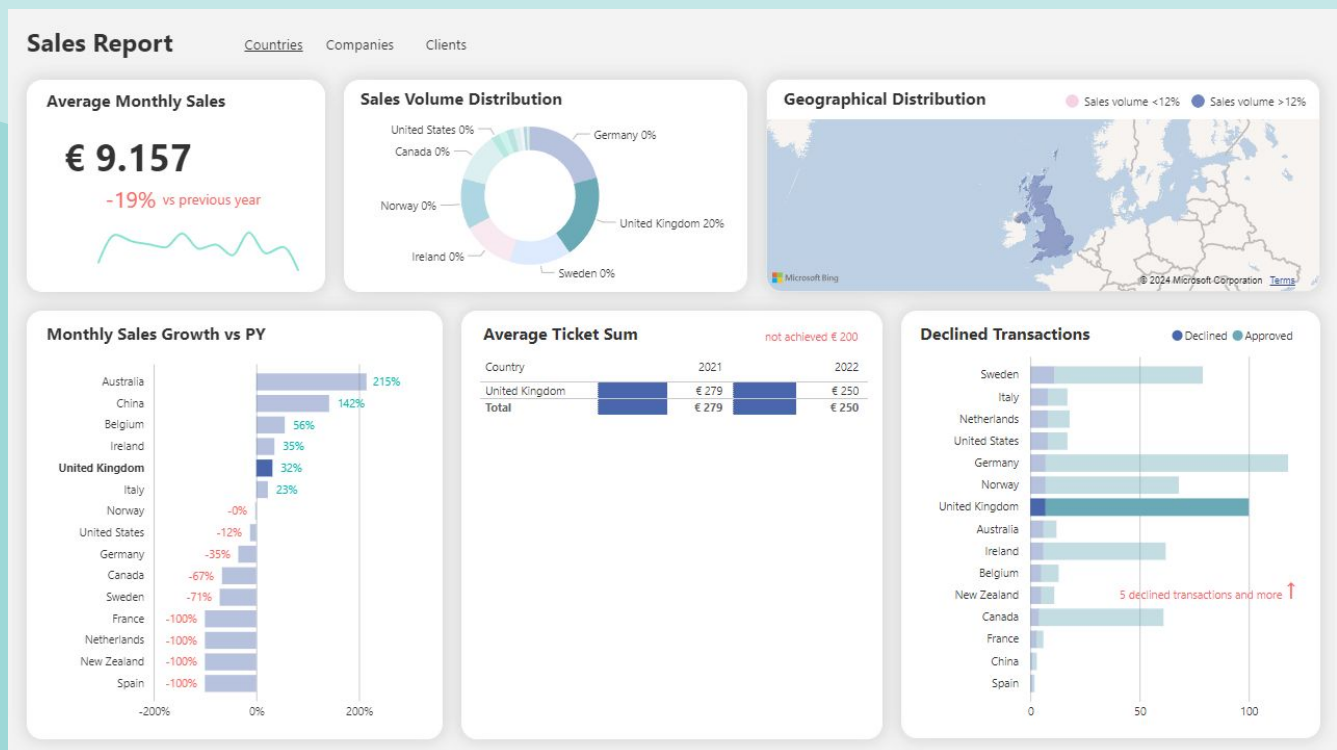 Sales Report
Countries
Companies
Clients
Average Monthly Sales
€ 9.157
-19% vs previous year
Sales Volume Distribution
United States 0%
Germany 0%
Canada 0%
Norway 0%
United Kingdom 20%
Ireland 0%
Sweden 0%
Geographical Distribution
Sales volume <12%
Sales volume >12%
Microsoft Bing
© 2024 Microsoft Corporation Terms
Monthly Sales Growth vs PY
Australia 215%
China 142%
Belgium 56%
Ireland 35%
United Kingdom 32%
Italy 23%
Norway -0%
United States -12%
Germany -35%
Canada -67%
Sweden -71%
France -100%
Netherlands -100%
New Zealand -100%
Spain -100%
-200% 0% 200%
Average Ticket Sum
not achieved € 200
Country 2021 2022
United Kingdom € 279 € 250
Total € 279 € 250
Declined Transactions
Declined Approved
Sweden
Italy
Netherlands
United States
Germany
Norway
United Kingdom
Australia
Ireland
Belgium
New Zealand
5 declined transactions and more ↑
Canada
France
China
Spain
0 50 100